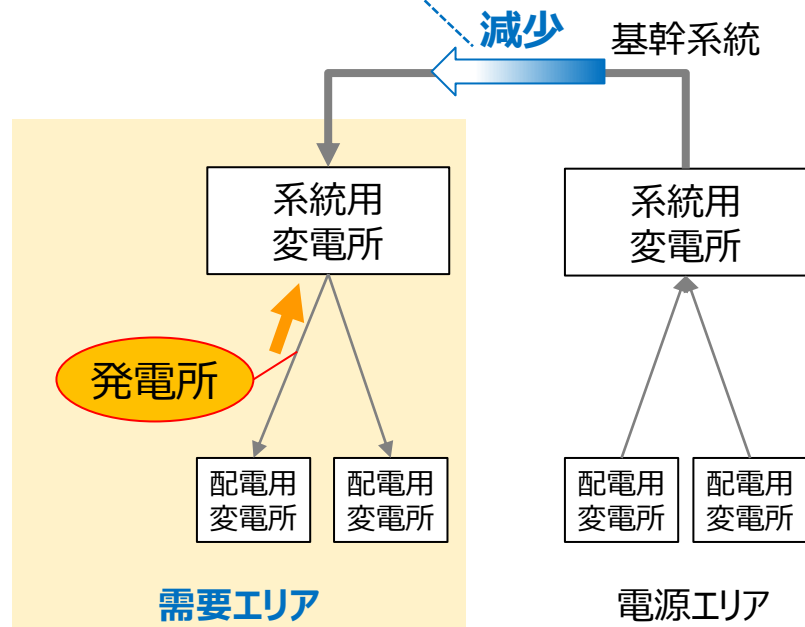 減少
基幹系統
系統用
変電所
系統用
変電所
発電所
配電用
変電所
配電用
変電所
配電用
変電所
配電用
変電所
需要エリア
電源エリア